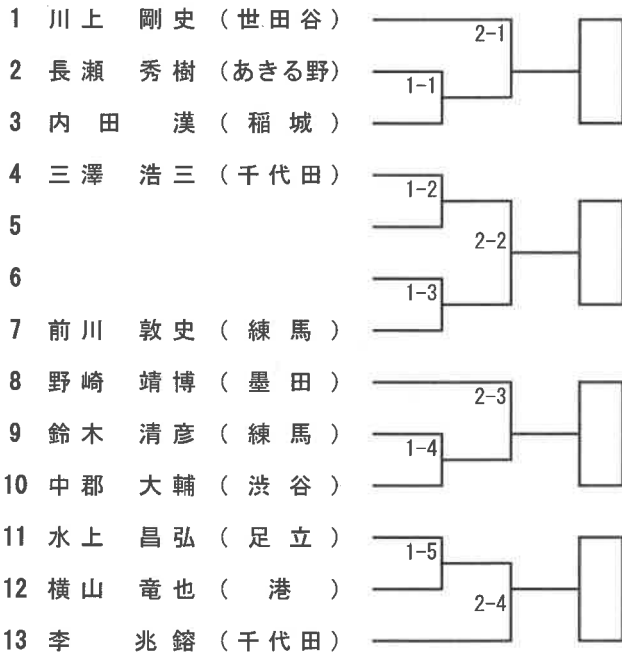 1 川上 剛史 (世田谷)
2-1
2 長瀬 秀樹 (あきる野)
1-1
3 内田 漢 (稲城)
4 三澤 浩三 (千代田)
1-2
5
2-2
6
1-3
7 前川 敦史 (練馬)
8 野崎 靖博 (墨田)
2-3
9 鈴木 清彦 (練馬)
1-4
10 中郡 大輔 (渋谷)
11 水上 昌弘 (足立)
1-5
12 横山 竜也 (港)
2-4
13 李 兆鎔 (千代田)